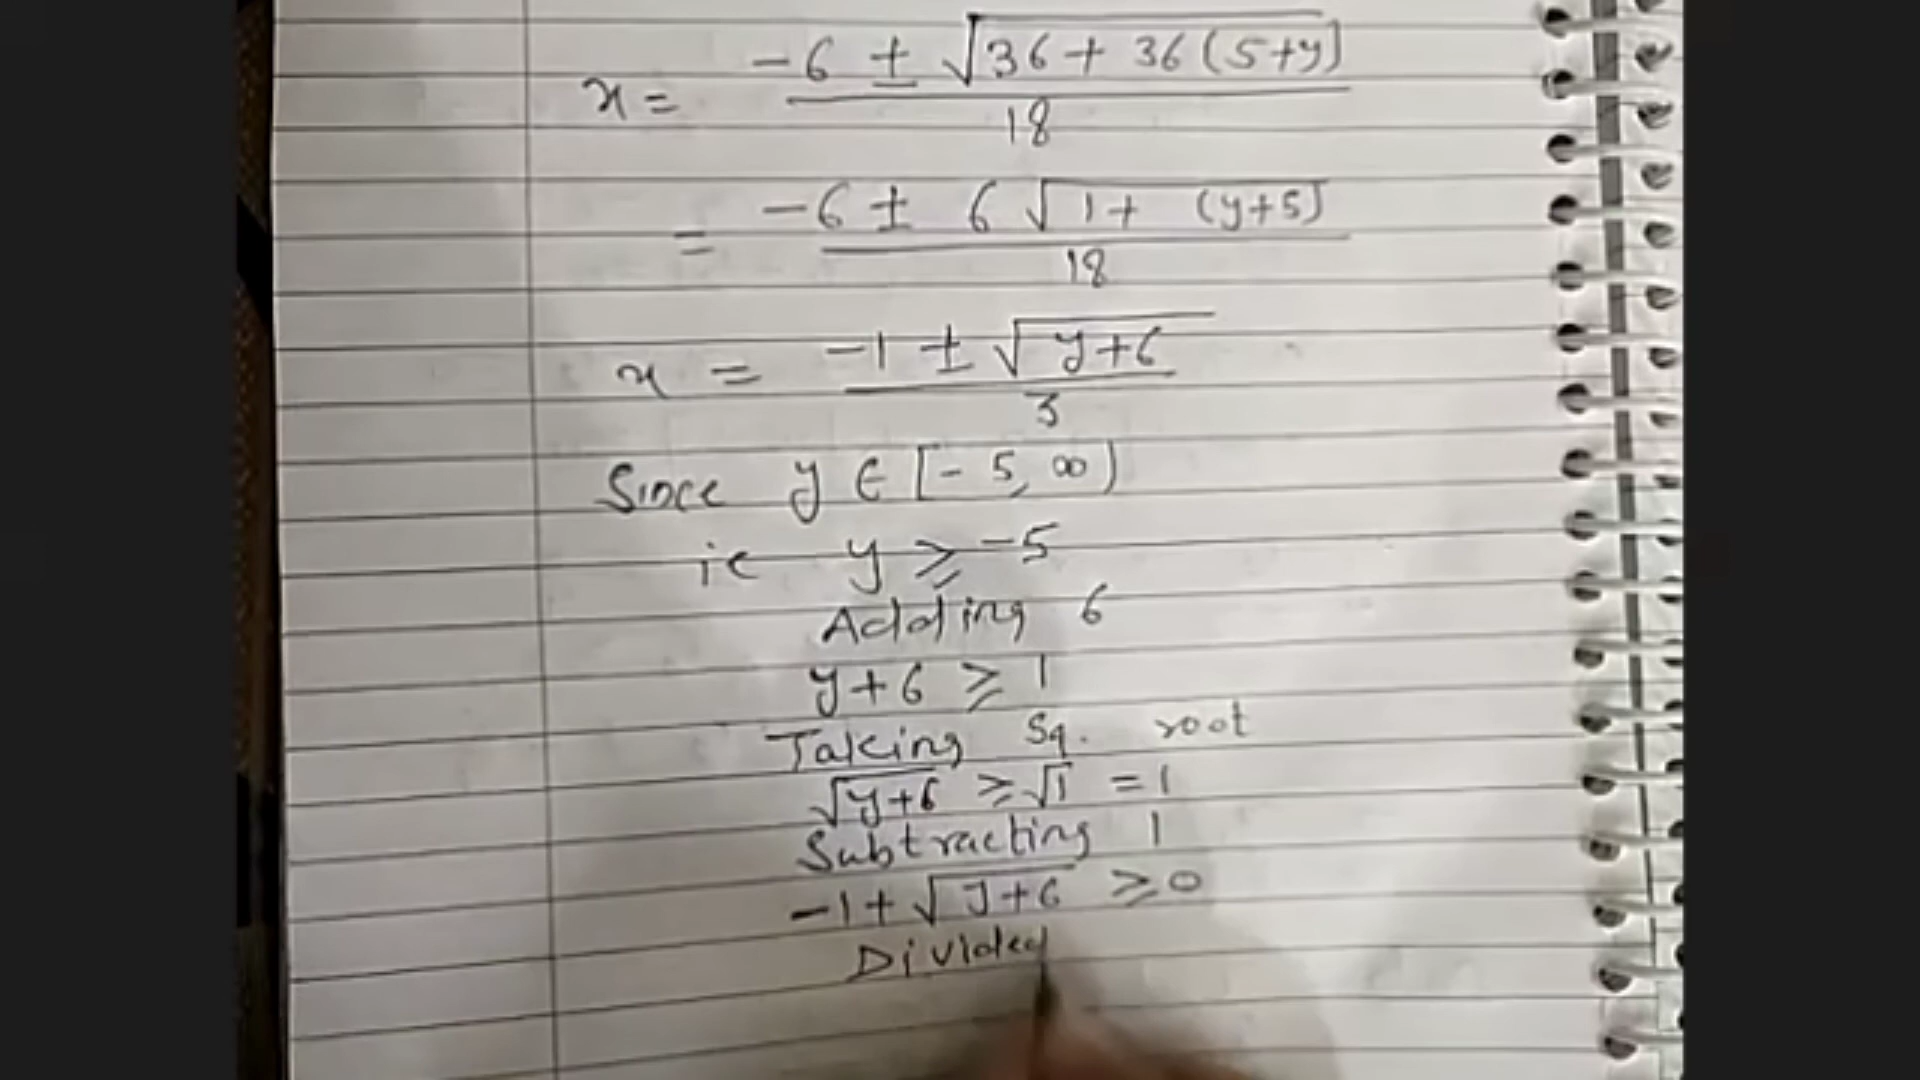 x = -6 ± √36 + 36 (5+y) / 18
= -6 ± 6 √1 + (y+5) / 18
x = -1 ± √y+6 / 3
Since y ∈ [-5, ∞)
ie y ≥ -5
Adding 6
y+6 ≥ 1
Taking Sq. root
√y+6 ≥ √1 = 1
Subtracting 1
-1+√y+6 ≥ 0
Divided